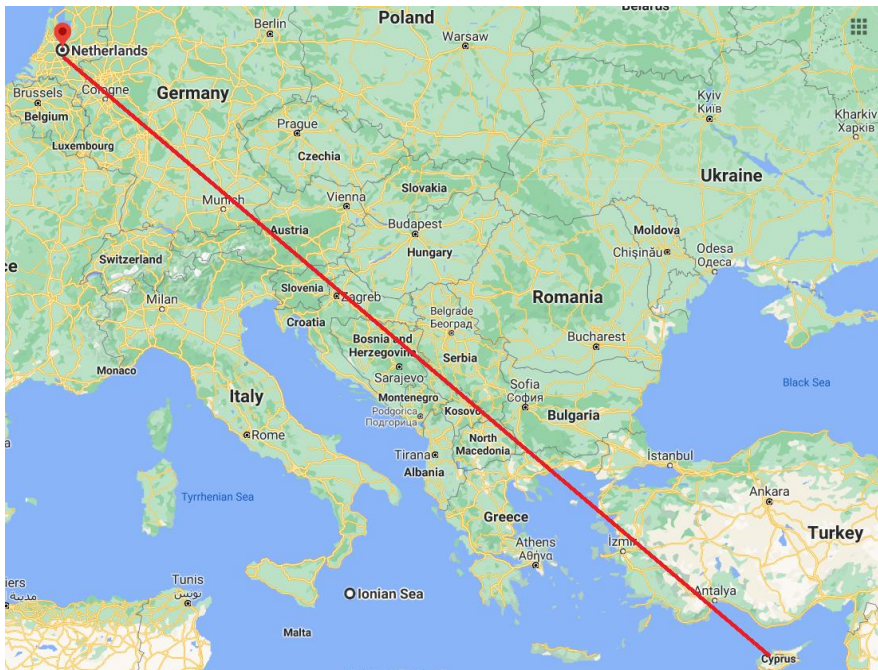 Belarus
Poland
Berlin
Warsaw
Netherlands
Brussels
Cologne
Germany
Belgium
Kyiv
Київ
Kharkiv
Харків
Luxembourg
Prague
Czechia
Ukraine
Munich
Vienna
Slovakia
Austria
Budapest
Hungary
Moldova
Chișinău
Odesa
Одеса
Switzerland
Milan
Slovenia
Zagreb
Croatia
Romania
Belgrade
Београд
Bosnia and
Herzegovina
Serbia
Bucharest
Monaco
Sarajevo
Italy
Montenegro
Podgorica
Подгорица
Kosovo
Sofia
София
Bulgaria
Black Sea
Rome
North
Macedonia
Tirana
Albania
İstanbul
Tyrrhenian Sea
Ankara
Greece
Turkey
Athens
Αθήνα
İzmir
Tunis
تونس
Ionian Sea
Antalya
Malta
Cyprus